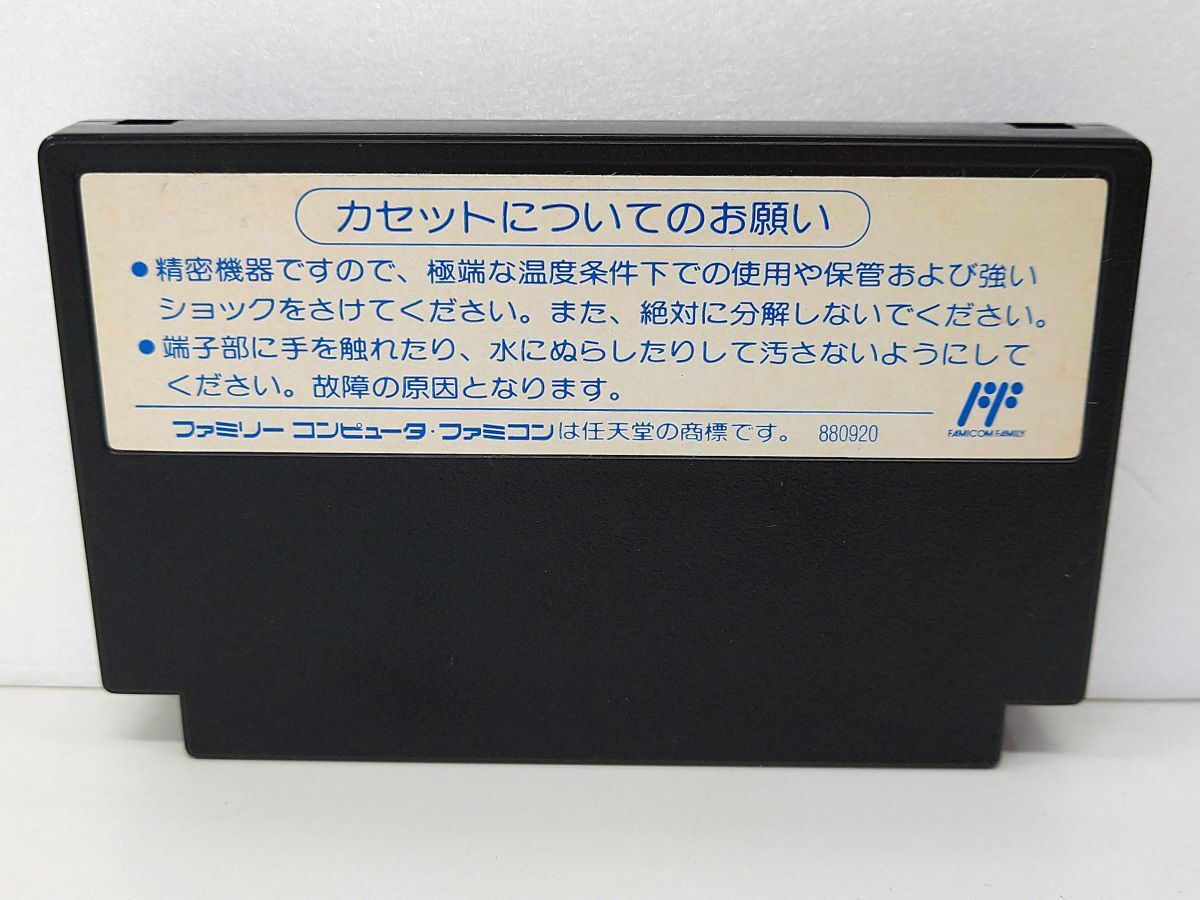 カセットについてのお願い
●精密機器ですので、極端な温度条件下での使用や保管および強い
ショックをさけてください。また、絶対に分解しないでください。
●端子部に手を触れたり、水にぬらしたりして汚さないようにして
ください。故障の原因となります。
FAMICOM FAMILY
ファミリー コンピュータ・ファミコンは任天堂の商標です。 880920